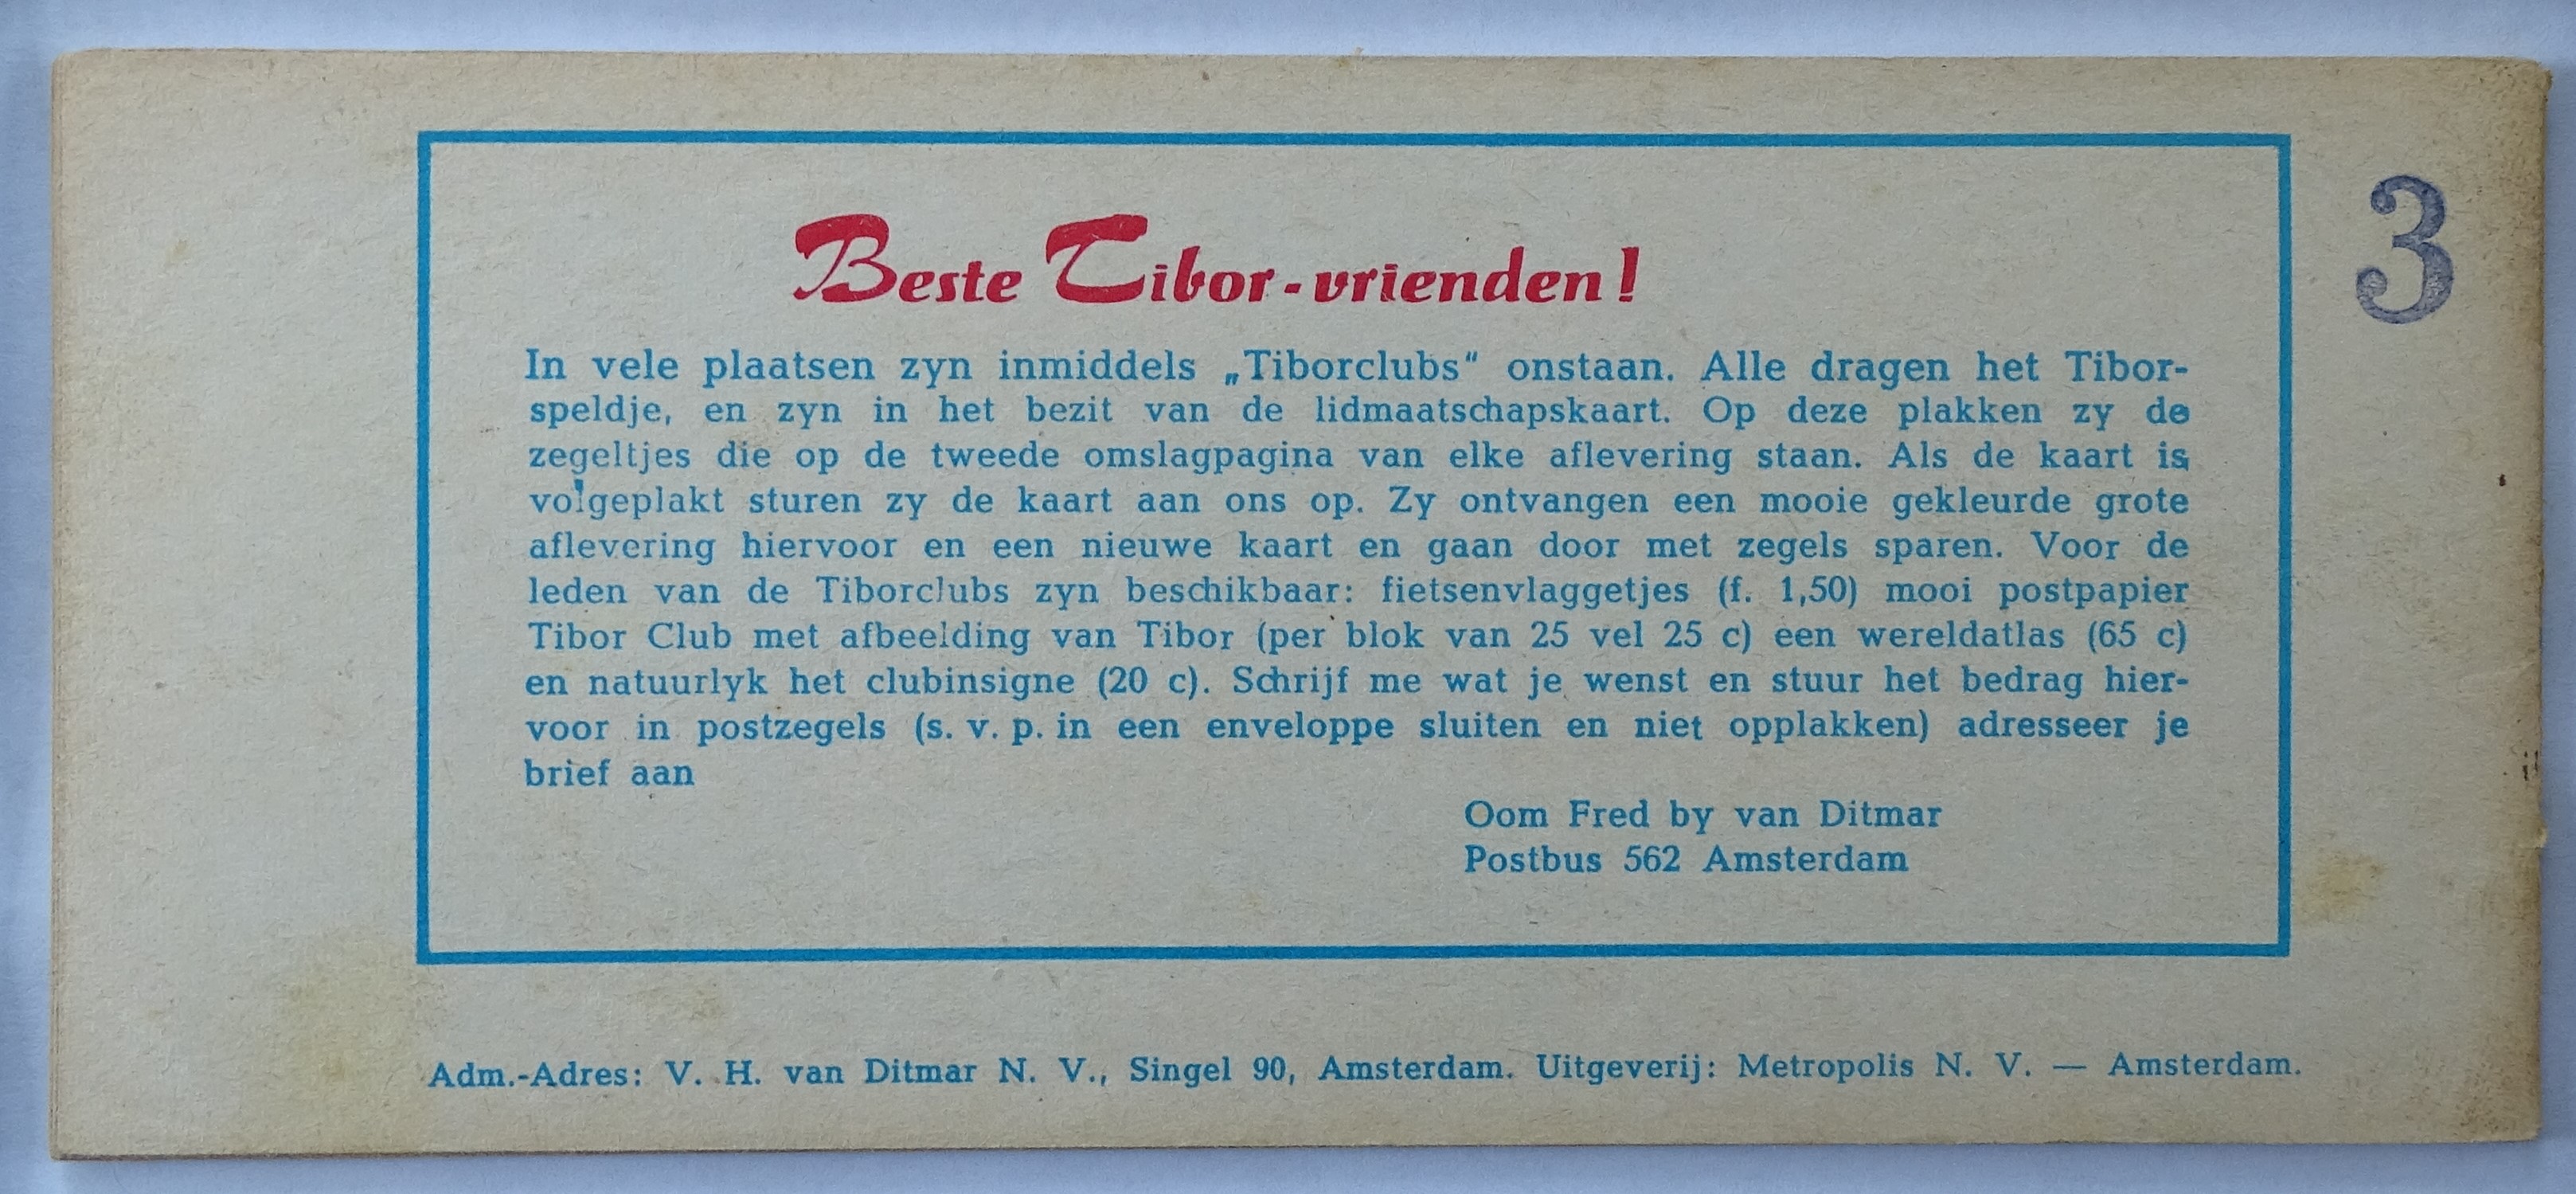 Beste Tibor-vrienden!
3
In vele plaatsen zyn inmiddels „Tiborclubs“ onstaan. Alle dragen het Tibor-
speldje, en zyn in het bezit van de lidmaatschapskaart. Op deze plakken zy de
zegeltjes die op de tweede omslagpagina van elke aflevering staan. Als de kaart is
volgeplakt sturen zy de kaart aan ons op. Zy ontvangen een mooie gekleurde grote
aflevering hiervoor en een nieuwe kaart en gaan door met zegels sparen. Voor de
leden van de Tiborclubs zyn beschikbaar: fietsenvlaggetjes (f. 1,50) mooi postpapier
Tibor Club met afbeelding van Tibor (per blok van 25 vel 25 c) een wereldatlas (65 c)
en natuurlyk het clubinsigne (20 c). Schrijf me wat je wenst en stuur het bedrag hier-
voor in postzegels (s. v. p. in een enveloppe sluiten en niet opplakken) adresseer je
brief aan
Oom Fred by van Ditmar
Postbus 562 Amsterdam
Adm.-Adres: V. H. van Ditmar N. V., Singel 90, Amsterdam. Uitgeverij: Metropolis N. V. — Amsterdam.